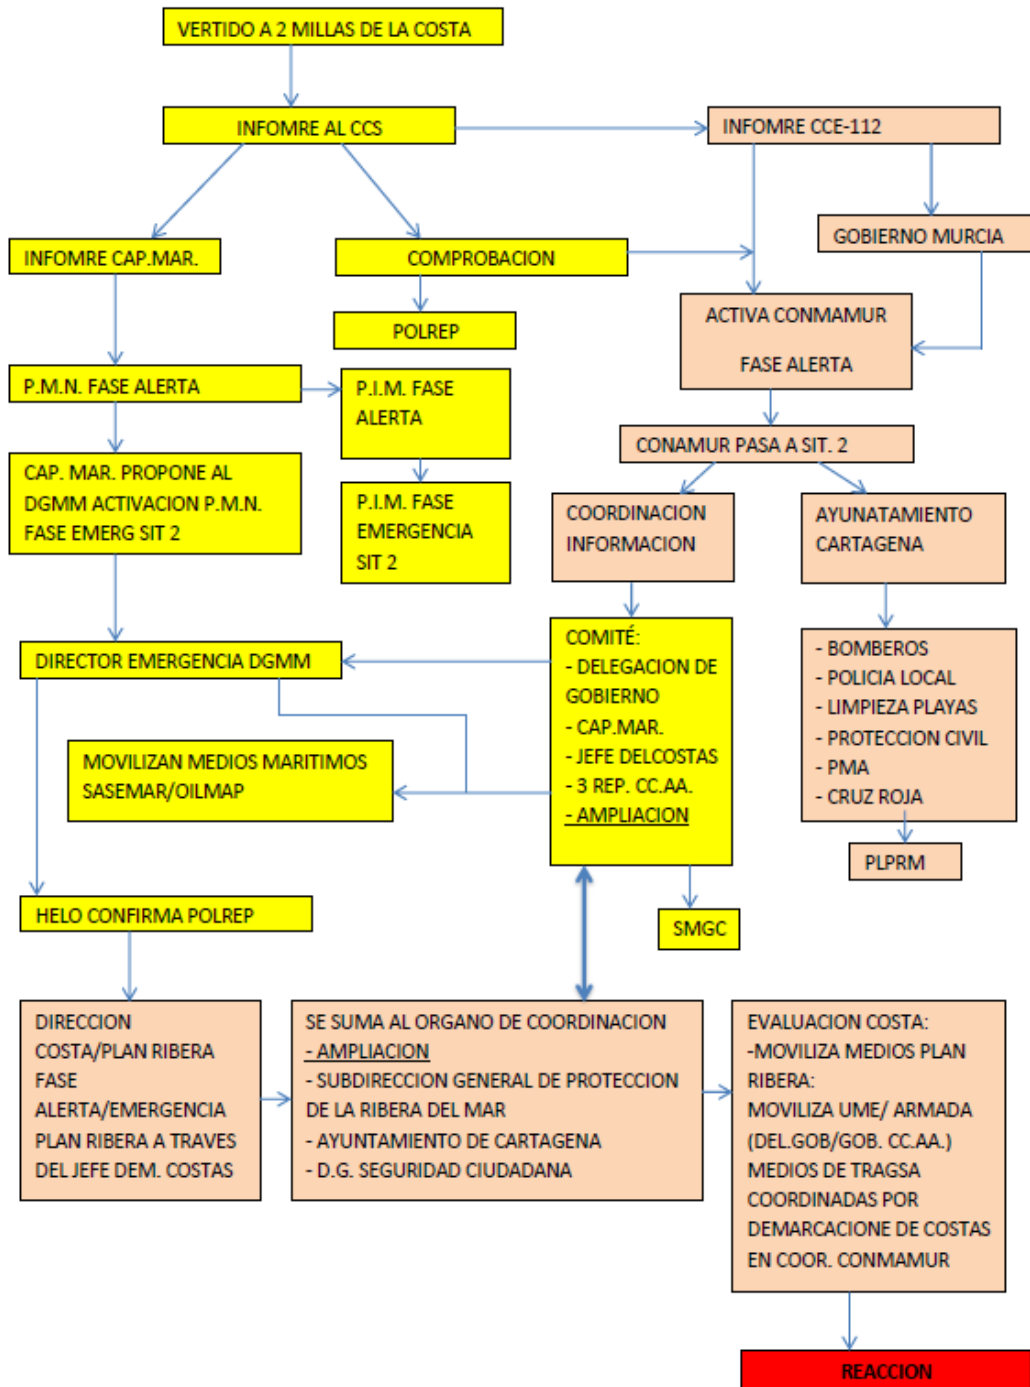 VERTIDO A 2 MILLAS DE LA COSTA
INFOMRE AL CCS
INFOMRE CCE-112
INFOMRE CAP.MAR.
COMPROBACION
GOBIERNO MURCIA
POLREP
ACTIVA CONMAMUR
FASE ALERTA
P.M.N. FASE ALERTA
P.I.M. FASE
ALERTA
CONAMUR PASA A SIT. 2
CAP. MAR. PROPONE AL
DGMM ACTIVACION P.M.N.
FASE EMERG SIT 2
P.I.M. FASE
EMERGENCIA
SIT 2
COORDINACION
INFORMACION
AYUNATAMIENTO
CARTAGENA
DIRECTOR EMERGENCIA DGMM
COMITÉ:
- DELEGACION DE
GOBIERNO
- CAP.MAR.
- JEFE DELCOSTAS
- 3 REP. CC.AA.
- AMPLIACION
- BOMBEROS
- POLICIA LOCAL
- LIMPIEZA PLAYAS
- PROTECCION CIVIL
- PMA
- CRUZ ROJA
MOVILIZAN MEDIOS MARITIMOS
SASEMAR/OILMAP
PLPRM
HELO CONFIRMA POLREP
SMGC
DIRECCION
COSTA/PLAN RIBERA
FASE
ALERTA/EMERGENCIA
PLAN RIBERA A TRAVES
DEL JEFE DEM. COSTAS
SE SUMA AL ORGANO DE COORDINACION
- AMPLIACION
- SUBDIRECCION GENERAL DE PROTECCION
DE LA RIBERA DEL MAR
- AYUNTAMIENTO DE CARTAGENA
- D.G. SEGURIDAD CIUDADANA
EVALUACION COSTA:
-MOVILIZA MEDIOS PLAN
RIBERA:
MOVILIZA UME/ ARMADA
(DEL.GOB/GOB. CC.AA.)
MEDIOS DE TRAGSA
COORDINADAS POR
DEMARCACIONE DE COSTAS
EN COOR. CONMAMUR
REACCION